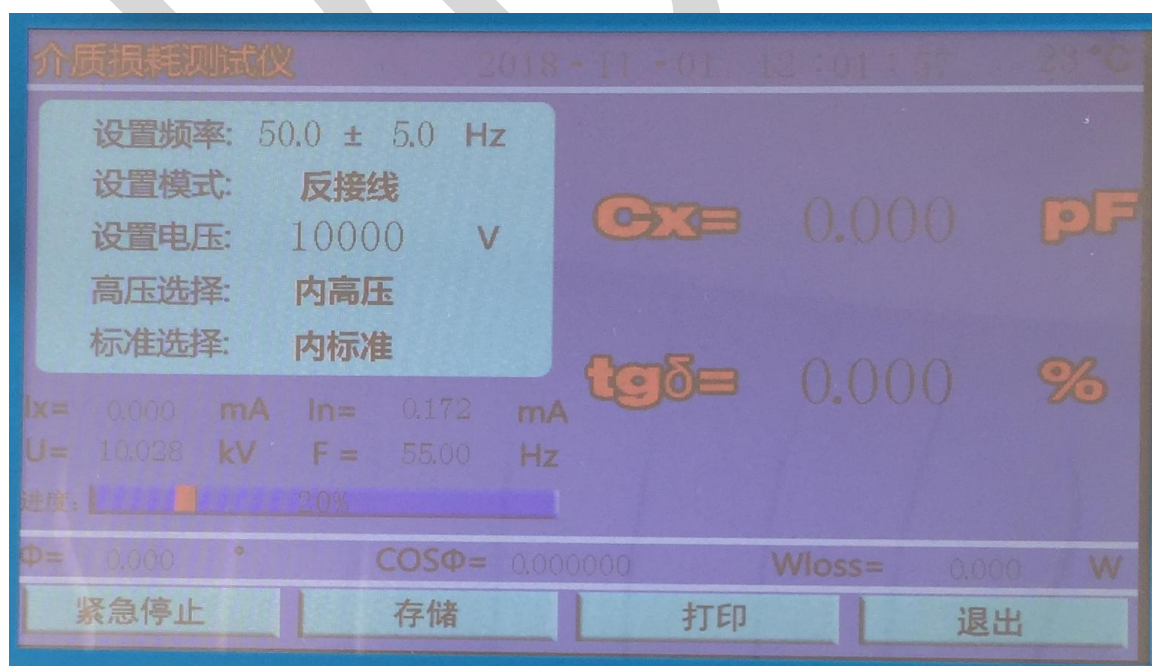 介质损耗测试仪 2018-11-01 12:01:57 23 °C
设置频率: 50.0 ± 5.0 Hz
设置模式: 反接线
设置电压: 10000 V
高压选择: 内高压
标准选择: 内标准
Cx= 0.000 pF
tgδ= 0.000 %
Ix= 0.000 mA In= 0.172 mA
U= 10.028 kV F= 55.00 Hz
进度: 20%
Φ= 0.000 ° COSΦ= 0.000000 Wloss= 0.000 W
紧急停止 存储 打印 退出